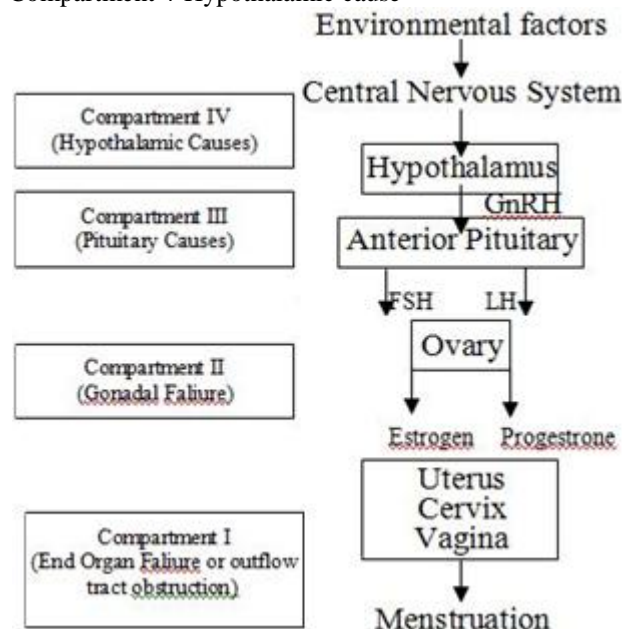 Compartment 4 Hypothalamic cause
Environmental factors
Central Nervous System
Compartment IV
(Hypothalamic Causes)
Hypothalamus
GnRH
Compartment III
(Pituitary Causes)
Anterior Pituitary
FSH LH
Ovary
Compartment II
(Gonadal Faliure)
Estrogen Progestrone
Uterus
Cervix
Vagina
Compartment I
(End Organ Faliure or outflow
tract obstruction)
Menstruation